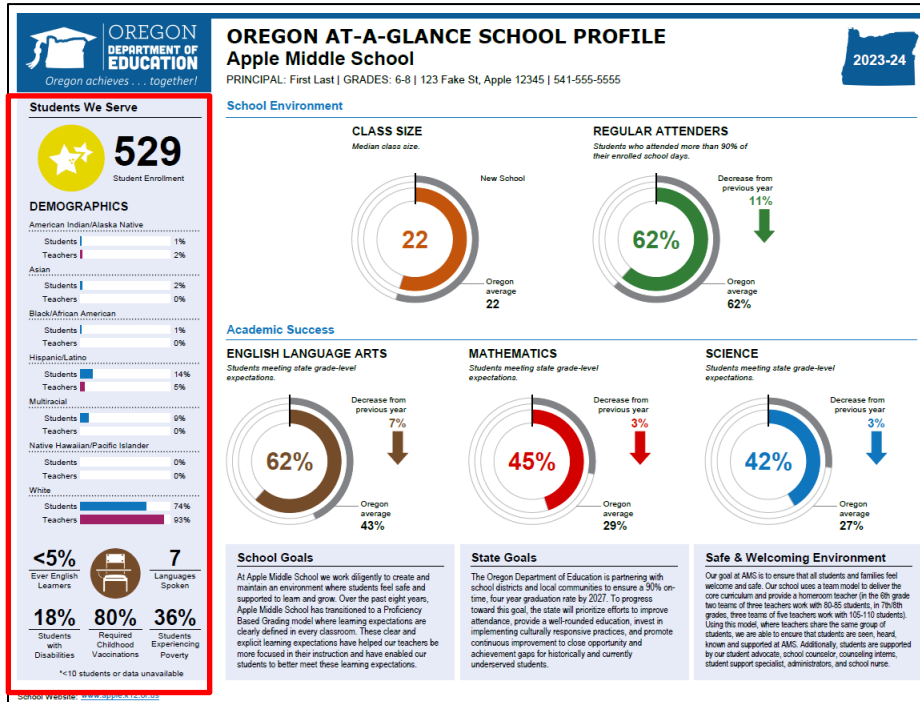 OREGON
DEPARTMENT OF
EDUCATION
Oregon achieves . . . together!
OREGON AT-A-GLANCE SCHOOL PROFILE
Apple Middle School
PRINCIPAL: First Last | GRADES: 6-8 | 123 Fake St, Apple 12345 | 541-555-5555
2023-24
Students We Serve
529
Student Enrollment
DEMOGRAPHICS
American Indian/Alaska Native
Students 1%
Teachers 2%
Asian
Students 2%
Teachers 0%
Black/African American
Students 1%
Teachers 0%
Hispanic/Latino
Students 14%
Teachers 5%
Multiracial
Students 9%
Teachers 0%
Native Hawaiian/Pacific Islander
Students 0%
Teachers 0%
White
Students 74%
Teachers 93%
<5%
Ever English
Learners
7
Languages
Spoken
18%
Students
with
Disabilities
80%
Required
Childhood
Vaccinations
36%
Students
Experiencing
Poverty
*<10 students or data unavailable
School Website: www.apple.k12.or.us
School Environment
CLASS SIZE
Median class size.
New School
22
Oregon
average
22
REGULAR ATTENDERS
Students who attended more than 90% of
their enrolled school days.
Decrease from
previous year
11%
62%
Oregon
average
62%
Academic Success
ENGLISH LANGUAGE ARTS
Students meeting state grade-level
expectations.
Decrease from
previous year
7%
62%
Oregon
average
43%
MATHEMATICS
Students meeting state grade-level
expectations.
Decrease from
previous year
3%
45%
Oregon
average
29%
SCIENCE
Students meeting state grade-level
expectations.
Decrease from
previous year
3%
42%
Oregon
average
27%
School Goals
At Apple Middle School we work diligently to create and
maintain an environment where students feel safe and
supported to learn and grow. Over the past eight years,
Apple Middle School has transitioned to a Proficiency
Based Grading model where learning expectations are
clearly defined in every classroom. These clear and
explicit learning expectations have helped our teachers be
more focused in their instruction and have enabled our
students to better meet these learning expectations.
State Goals
The Oregon Department of Education is partnering with
school districts and local communities to ensure a 90% on-
time, four year graduation rate by 2027. To progress
toward this goal, the state will prioritize efforts to improve
attendance, provide a well-rounded education, invest in
implementing culturally responsive practices, and promote
continuous improvement to close opportunity and
achievement gaps for historically and currently
underserved students.
Safe & Welcoming Environment
Our goal at AMS is to ensure that all students and families feel
welcome and safe. Our school uses a team model to deliver the
core curriculum and provide a homeroom teacher (in the 6th grade
two teams of three teachers work with 80-85 students, in 7th/8th
grades, three teams of five teachers work with 105-110 students).
Using this model, where teachers share the same group of
students, we are able to ensure that students are seen, heard,
known and supported at AMS. Additionally, students are supported
by our student advocate, school counselor, counseling interns,
student support specialist, administrators, and school nurse.